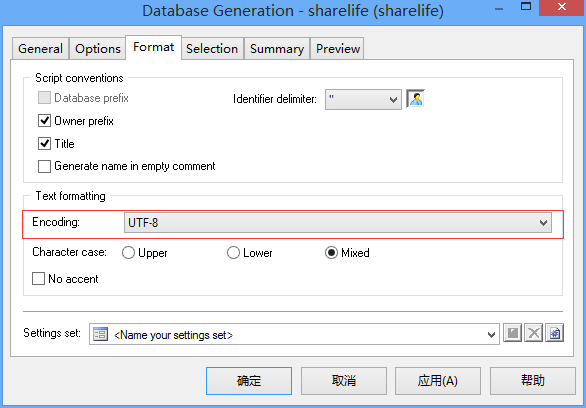 Database Generation - sharelife (sharelife)
General Options Format Selection Summary Preview
Script conventions
Database prefix Identifier delimiter: "
Owner prefix
Title
Generate name in empty comment
Text formatting
Encoding: UTF-8
Character case: Upper Lower Mixed
No accent
Settings set: <Name your settings set>
确定 取消 应用(A) 帮助